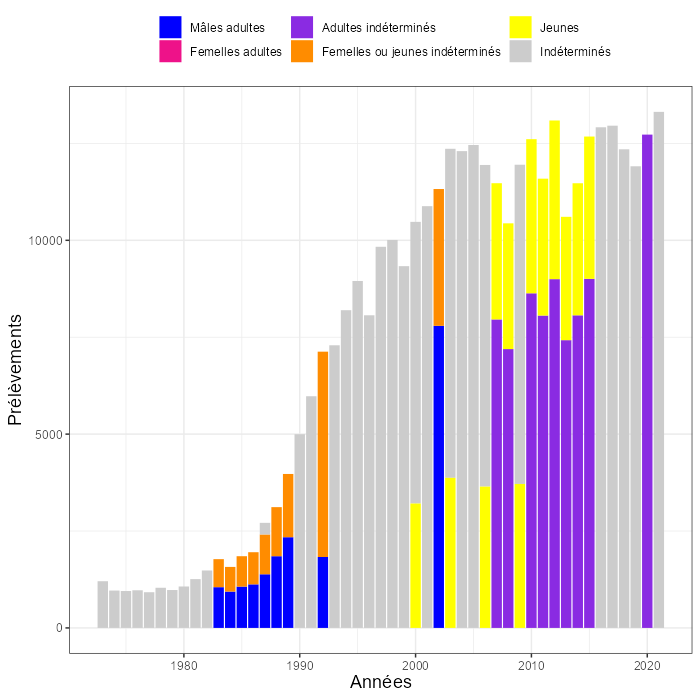 Mâles adultes Adultes indéterminés Jeunes
Femelles adultes Femelles ou jeunes indéterminés Indéterminés
Prélèvements
10000
5000
0
1980 1990 2000 2010 2020
Années